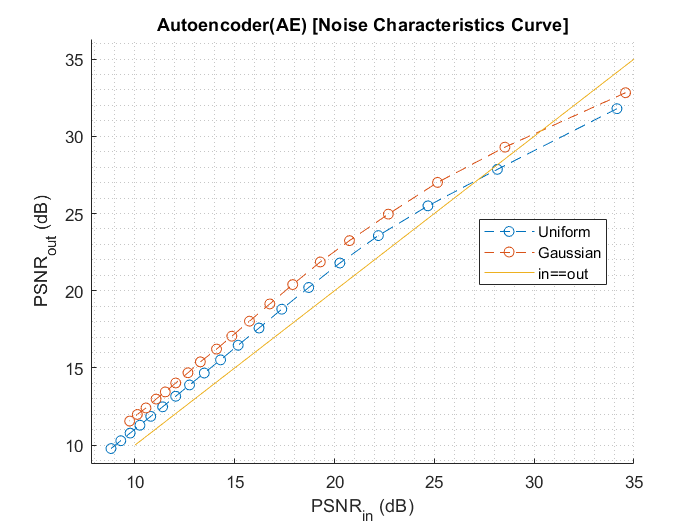 Autoencoder(AE) [Noise Characteristics Curve]
35
30
25
20
15
10
PSNR_out (dB)
Uniform
Gaussian
in==out
10 15 20 25 30 35
PSNR_in (dB)